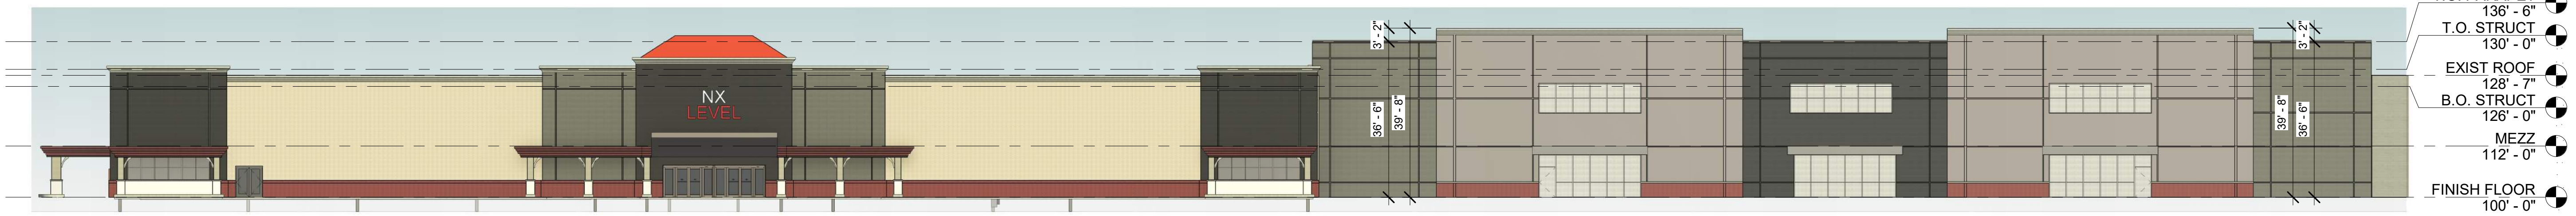 NX
LEVEL
3' - 2"
36' - 6"
39' - 8"
3' - 2"
39' - 8"
36' - 6"
136' - 6"
T.O. STRUCT
130' - 0"
EXIST ROOF
128' - 7"
B.O. STRUCT
126' - 0"
MEZZ
112' - 0"
FINISH FLOOR
100' - 0"